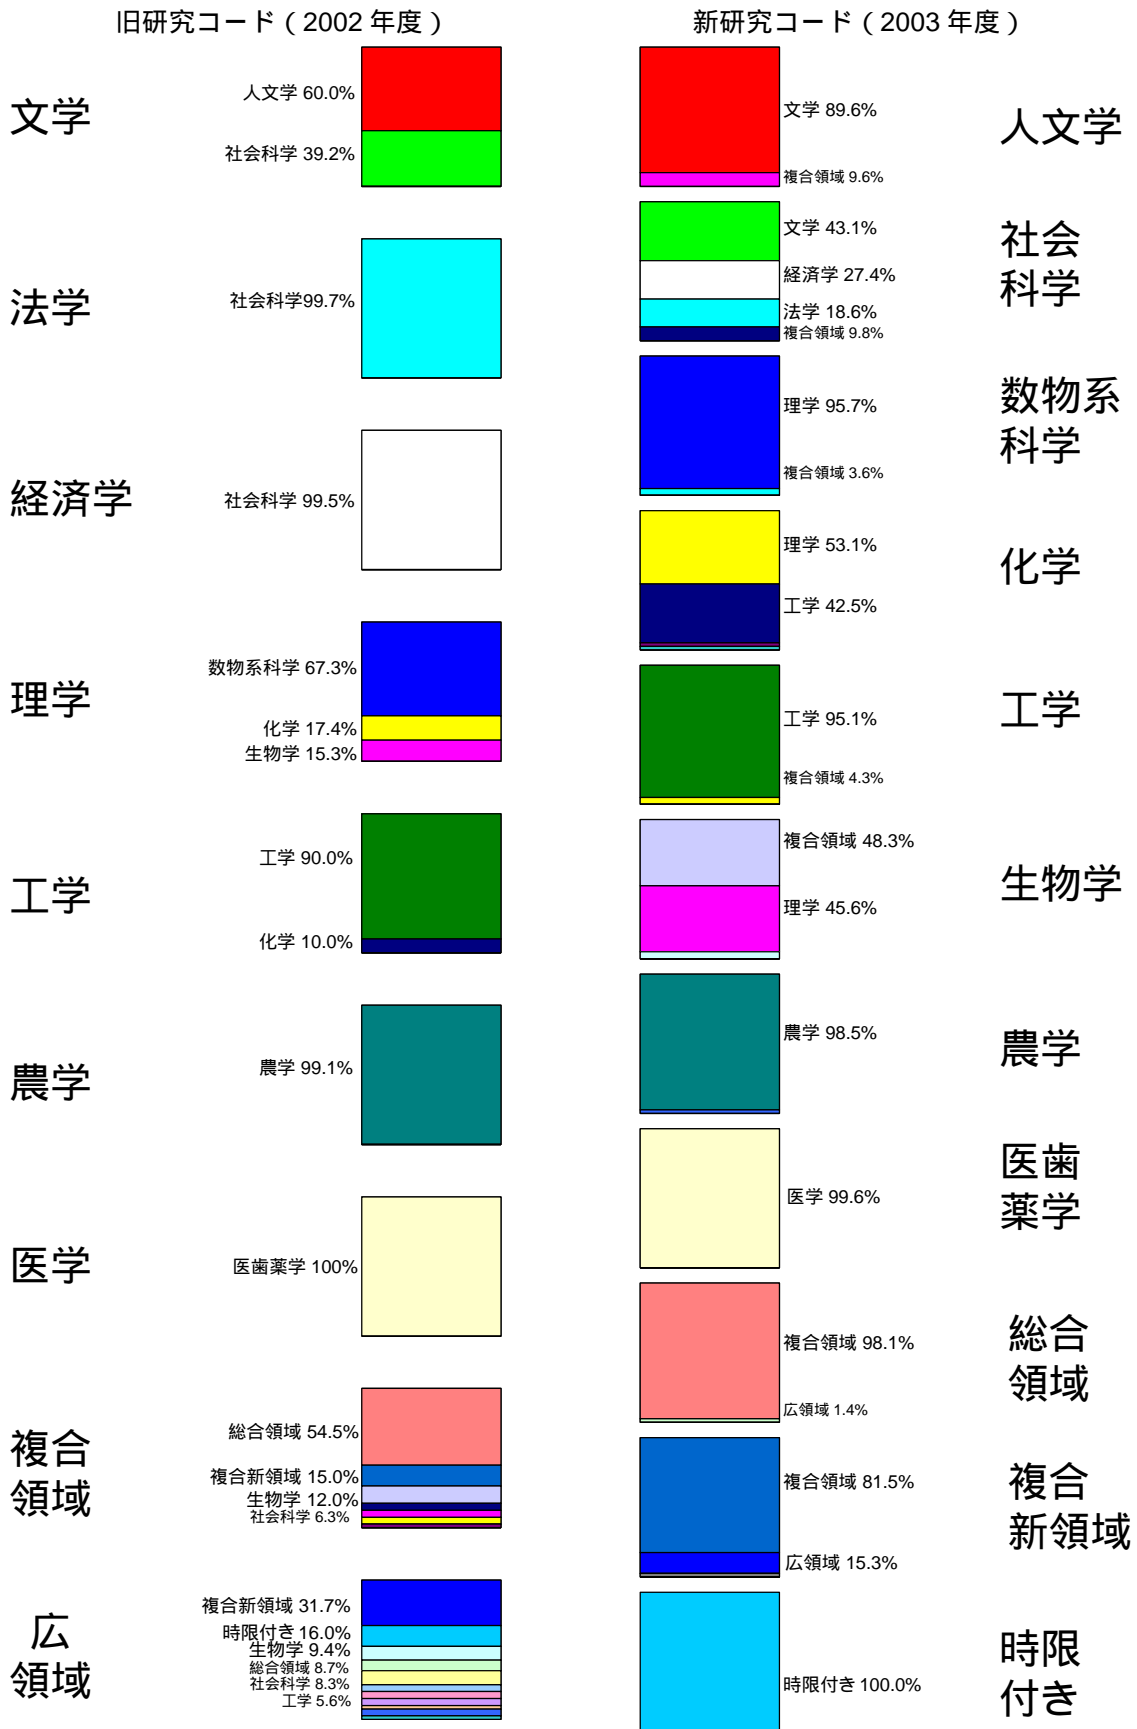 旧研究コード（2002 年度）
文学
人文学 60.0%
社会科学 39.2%
法学
社会科学99.7%
経済学
社会科学 99.5%
理学
数物系科学 67.3%
化学 17.4%
生物学 15.3%
工学
工学 90.0%
化学 10.0%
農学
農学 99.1%
医学
医歯薬学 100%
複合
領域
総合領域 54.5%
複合新領域 15.0%
生物学 12.0%
社会科学 6.3%
広
領域
複合新領域 31.7%
時限付き 16.0%
生物学 9.4%
総合領域 8.7%
社会科学 8.3%
工学 5.6%
新研究コード（2003 年度）
文学 89.6%
複合領域 9.6%
人文学
文学 43.1%
経済学 27.4%
法学 18.6%
複合領域 9.8%
社会
科学
理学 95.7%
複合領域 3.6%
数物系
科学
理学 53.1%
工学 42.5%
化学
工学 95.1%
複合領域 4.3%
工学
複合領域 48.3%
理学 45.6%
生物学
農学 98.5%
農学
医学 99.6%
医歯
薬学
複合領域 98.1%
広領域 1.4%
総合
領域
複合領域 81.5%
広領域 15.3%
複合
新領域
時限付き 100.0%
時限
付き